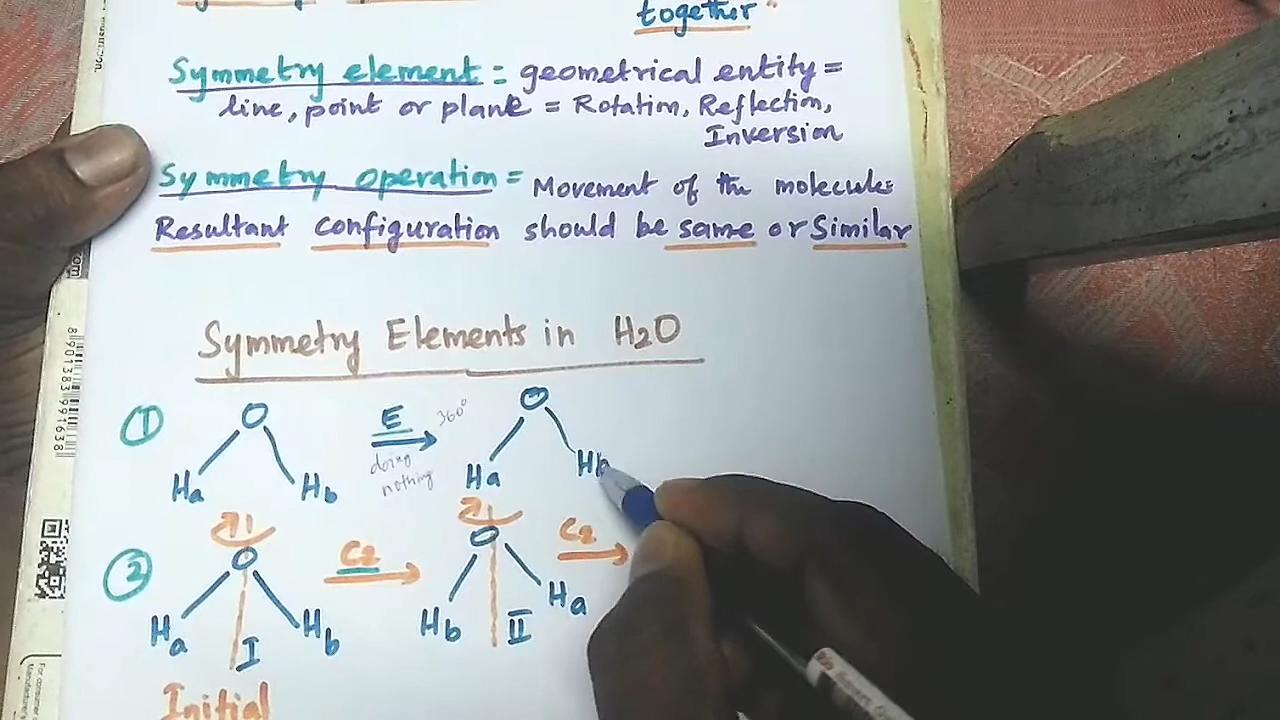 together
Symmetry element = geometrical entity =
line, point or plane = Rotation, Reflection,
Inversion
Symmetry operation = Movement of the molecules
Resultant configuration should be same or Similar
Symmetry Elements in H2O
① O E 360° O
doing
nothing
Ha Hb Ha Hb
② O C2 O C2
Ha Hb Hb Ha
I II
Initial
8901383991638